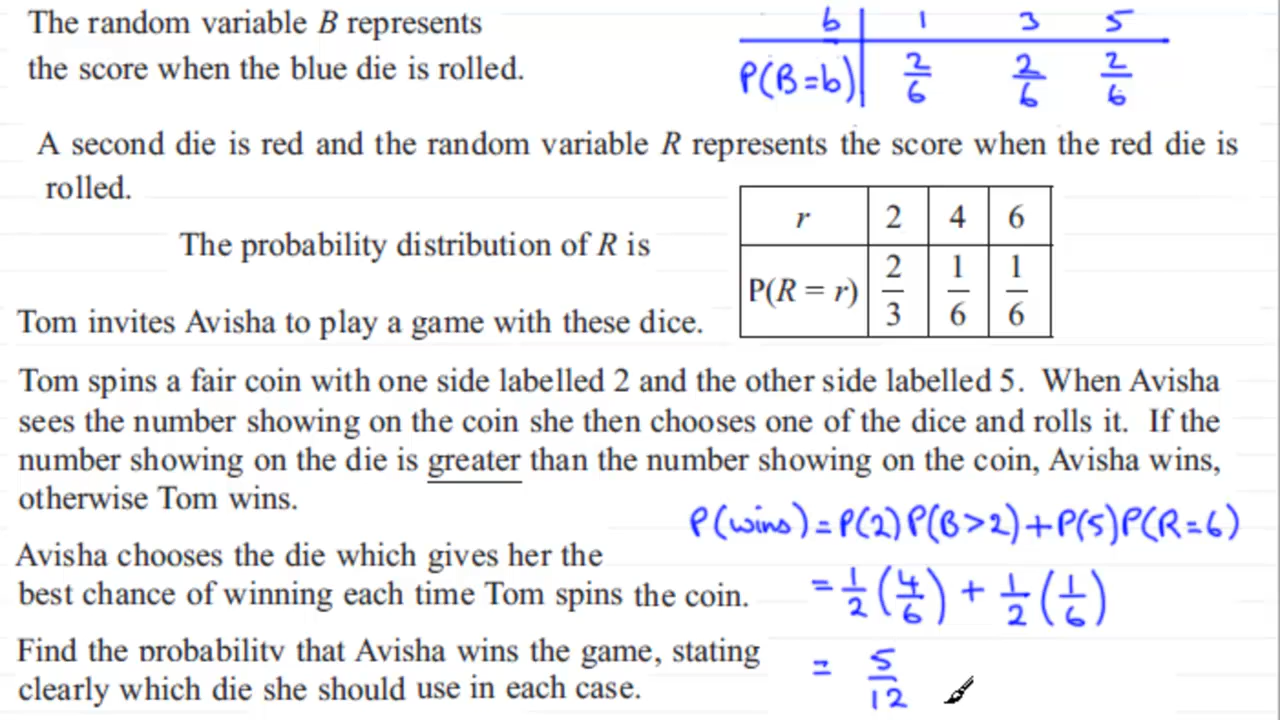 The random variable B represents
the score when the blue die is rolled.
b 1 3 5
P(B=b) 2/6 2/6 2/6
A second die is red and the random variable R represents the score when the red die is
rolled.
The probability distribution of R is
r 2 4 6
P(R = r) 2/3 1/6 1/6
Tom invites Avisha to play a game with these dice.
Tom spins a fair coin with one side labelled 2 and the other side labelled 5. When Avisha
sees the number showing on the coin she then chooses one of the dice and rolls it. If the
number showing on the die is greater than the number showing on the coin, Avisha wins,
otherwise Tom wins.
P(wins) = P(2)P(B>2)+P(5)P(R=6)
Avisha chooses the die which gives her the
best chance of winning each time Tom spins the coin.
= 1/2 (4/6) + 1/2 (1/6)
Find the probability that Avisha wins the game, stating
clearly which die she should use in each case.
= 5/12